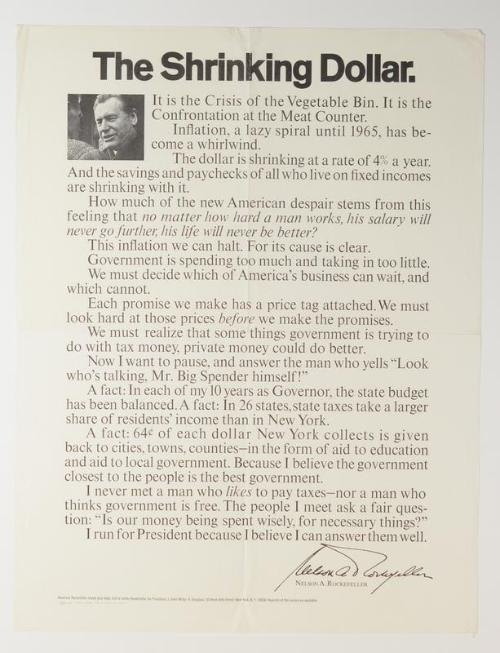 The Shrinking Dollar.
It is the Crisis of the Vegetable Bin. It is the
Confrontation at the Meat Counter.
Inflation, a lazy spiral until 1965, has be-
come a whirlwind.
The dollar is shrinking at a rate of 4% a year.
And the savings and paychecks of all who live on fixed incomes
are shrinking with it.
How much of the new American despair stems from this
feeling that no matter how hard a man works, his salary will
never go further, his life will never be better?
This inflation we can halt. For its cause is clear.
Government is spending too much and taking in too little.
We must decide which of America's business can wait, and
which cannot.
Each promise we make has a price tag attached. We must
look hard at those prices before we make the promises.
We must realize that some things government is trying to
do with tax money, private money could do better.
Now I want to pause, and answer the man who yells "Look
who's talking, Mr. Big Spender himself!"
A fact: In each of my 10 years as Governor, the state budget
has been balanced. A fact: In 26 states, state taxes take a larger
share of residents' income than in New York.
A fact: 64¢ of each dollar New York collects is given
back to cities, towns, counties—in the form of aid to education
and aid to local government. Because I believe the government
closest to the people is the best government.
I never met a man who likes to pay taxes—nor a man who
thinks government is free. The people I meet ask a fair ques-
tion: "Is our money being spent wisely, for necessary things?"
I run for President because I believe I can answer them well.
Nelson A Rockefeller
NELSON A. ROCKEFELLER